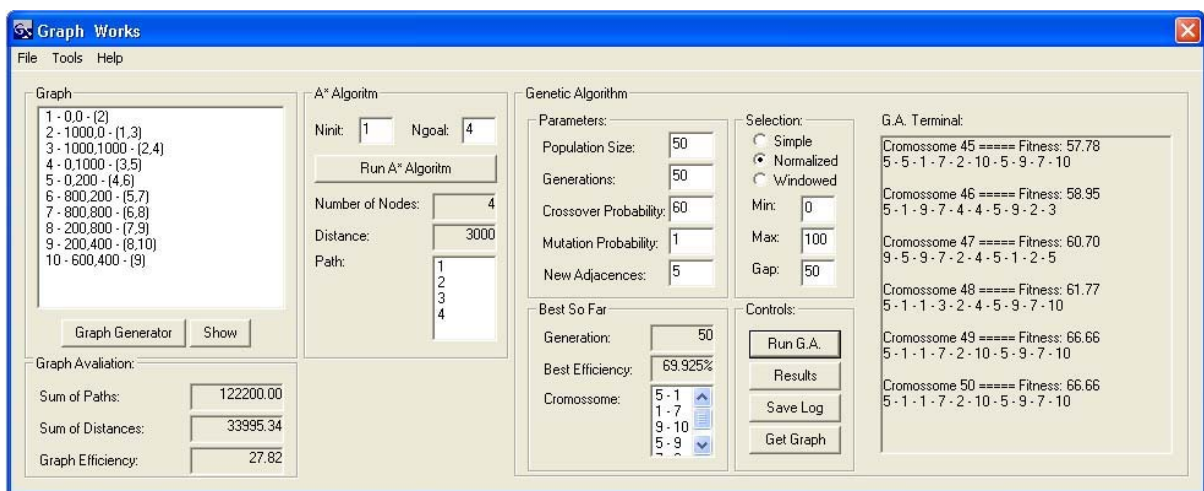 Graph Works
File Tools Help
Graph
1 - 0,0 - (2)
2 - 1000,0 - (1,3)
3 - 1000,1000 - (2,4)
4 - 0,1000 - (3,5)
5 - 0,200 - (4,6)
6 - 800,200 - (5,7)
7 - 800,800 - (6,8)
8 - 200,800 - (7,9)
9 - 200,400 - (8,10)
10 - 600,400 - (9)
Graph Generator
Show
Graph Avaliation:
Sum of Paths: 122200.00
Sum of Distances: 33995.34
Graph Efficiency: 27.82
A* Algoritm
Ninit: 1 Ngoal: 4
Run A* Algoritm
Number of Nodes: 4
Distance: 3000
Path:
1
2
3
4
Genetic Algorithm
Parameters:
Population Size: 50
Generations: 50
Crossover Probability: 60
Mutation Probability: 1
New Adjacences: 5
Best So Far
Generation: 50
Best Efficiency: 69.925%
Cromossome:
5 - 1
1 - 7
9 - 10
5 - 9
Selection:
Simple
Normalized
Windowed
Min: 0
Max: 100
Gap: 50
Controls:
Run G.A.
Results
Save Log
Get Graph
G.A. Terminal:
Cromossome 45 ===== Fitness: 57.78
5 - 5 - 1 - 7 - 2 - 10 - 5 - 9 - 7 - 10
Cromossome 46 ===== Fitness: 58.95
5 - 1 - 9 - 7 - 4 - 4 - 5 - 9 - 2 - 3
Cromossome 47 ===== Fitness: 60.70
9 - 5 - 9 - 7 - 2 - 4 - 5 - 1 - 2 - 5
Cromossome 48 ===== Fitness: 61.77
5 - 1 - 1 - 3 - 2 - 4 - 5 - 9 - 7 - 10
Cromossome 49 ===== Fitness: 66.66
5 - 1 - 1 - 7 - 2 - 10 - 5 - 9 - 7 - 10
Cromossome 50 ===== Fitness: 66.66
5 - 1 - 1 - 7 - 2 - 10 - 5 - 9 - 7 - 10